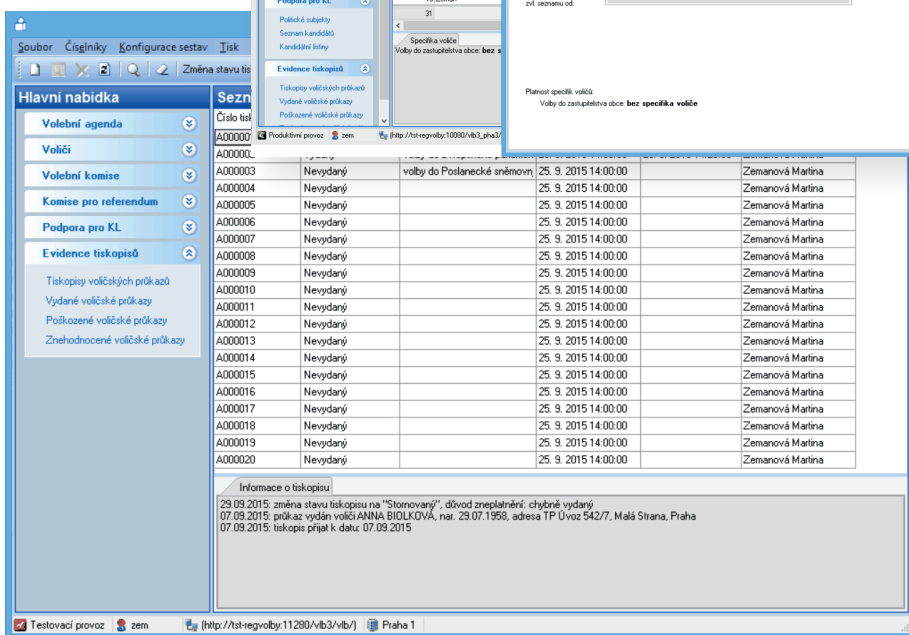 Podpora pro KL
Politické subjekty
Seznam kandidátů
Kandidátní listiny
Evidence tiskopisů
Tiskopisy voličských průkazů
Vydané voličské průkazy
Poškozené voličské průkazy
Produktivní provoz zem (http://tst-regvolby:10080/vlb3_pha3/
31
Specifika voliče
Volby do zastupitelstva obce: bez s
zvl. seznamu od:
Platnost specifik voličů:
Volby do zastupitelstva obce: bez specifika voliče
Soubor Číselníky Konfigurace sestav Tisk
Změna stavu tis
Hlavní nabídka
Volební agenda
Voliči
Volební komise
Komise pro referendum
Podpora pro KL
Evidence tiskopisů
Tiskopisy voličských průkazů
Vydané voličské průkazy
Poškozené voličské průkazy
Znehodnocené voličské průkazy
Sezn
Číslo tisk
A000001
A000003 Nevydaný volby do Poslanecké sněmovn 25. 9. 2015 14:00:00 Zemanová Martina
A000004 Nevydaný 25. 9. 2015 14:00:00 Zemanová Martina
A000005 Nevydaný 25. 9. 2015 14:00:00 Zemanová Martina
A000006 Nevydaný 25. 9. 2015 14:00:00 Zemanová Martina
A000007 Nevydaný 25. 9. 2015 14:00:00 Zemanová Martina
A000008 Nevydaný 25. 9. 2015 14:00:00 Zemanová Martina
A000009 Nevydaný 25. 9. 2015 14:00:00 Zemanová Martina
A000010 Nevydaný 25. 9. 2015 14:00:00 Zemanová Martina
A000011 Nevydaný 25. 9. 2015 14:00:00 Zemanová Martina
A000012 Nevydaný 25. 9. 2015 14:00:00 Zemanová Martina
A000013 Nevydaný 25. 9. 2015 14:00:00 Zemanová Martina
A000014 Nevydaný 25. 9. 2015 14:00:00 Zemanová Martina
A000015 Nevydaný 25. 9. 2015 14:00:00 Zemanová Martina
A000016 Nevydaný 25. 9. 2015 14:00:00 Zemanová Martina
A000017 Nevydaný 25. 9. 2015 14:00:00 Zemanová Martina
A000018 Nevydaný 25. 9. 2015 14:00:00 Zemanová Martina
A000019 Nevydaný 25. 9. 2015 14:00:00 Zemanová Martina
A000020 Nevydaný 25. 9. 2015 14:00:00 Zemanová Martina
Informace o tiskopisu
29.09.2015: změna stavu tiskopisu na "Stornovaný", důvod zneplatnění: chybně vydaný
07.09.2015: průkaz vydán voliči ANNA BIOLKOVÁ, nar. 29.07.1958, adresa TP Úvoz 542/7, Malá Strana, Praha
07.09.2015: tiskopis přijat k datu: 07.09.2015
Testovací provoz zem (http://tst-regvolby:11280/vlb3/vlb/) Praha 1